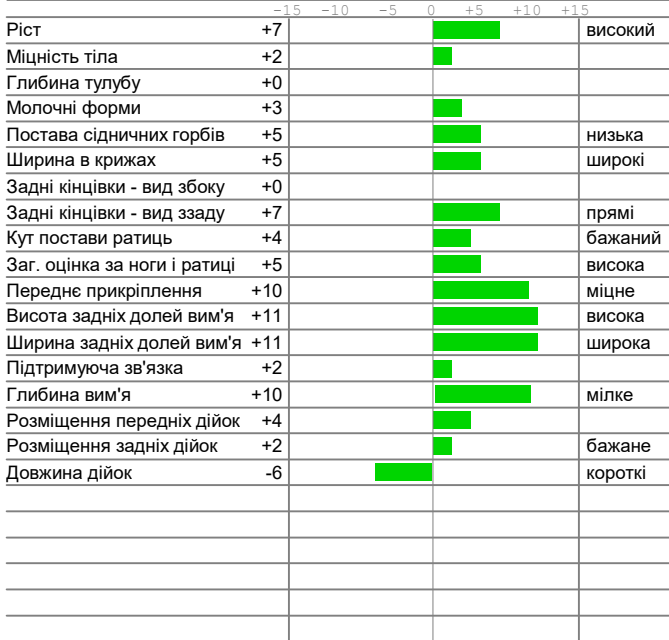 -15 -10 -5 0 +5 +10 +15
Ріст +7 високий
Міцність тіла +2
Глибина тулубу +0
Молочні форми +3
Постава сідничних горбів +5 низька
Ширина в крижах +5 широкі
Задні кінцівки - вид збоку +0
Задні кінцівки - вид ззаду +7 прямі
Кут постави ратиць +4 бажаний
Заг. оцінка за ноги і ратиці +5 висока
Переднє прикріплення +10 міцне
Висота задніх долей вим'я +11 висока
Ширина задніх долей вим'я +11 широка
Підтримуюча зв'язка +2
Глибина вим'я +10 мілке
Розміщення передніх дійок +4
Розміщення задніх дійок +2 бажане
Довжина дійок -6 короткі